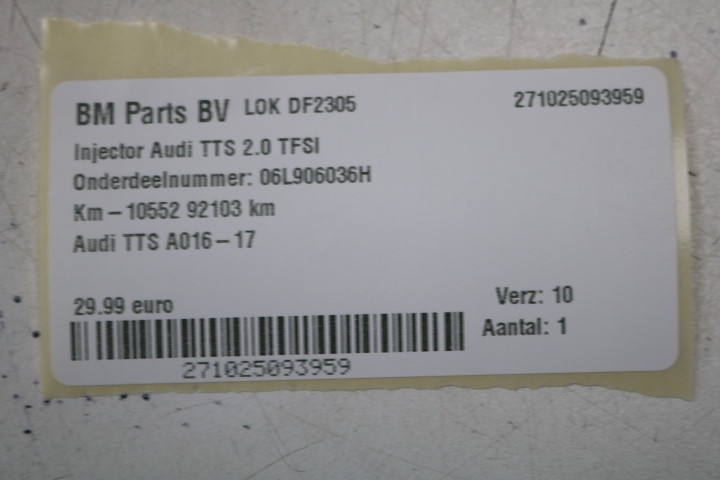 BM Parts BV LOK DF2305 271025093959
Injector Audi TTS 2.0 TFSI
Onderdeelnummer: 06L906036H
Km - 10552 92103 km
Audi TTS A016 - 17
29.99 euro Verz: 10
Aantal: 1
271025093959